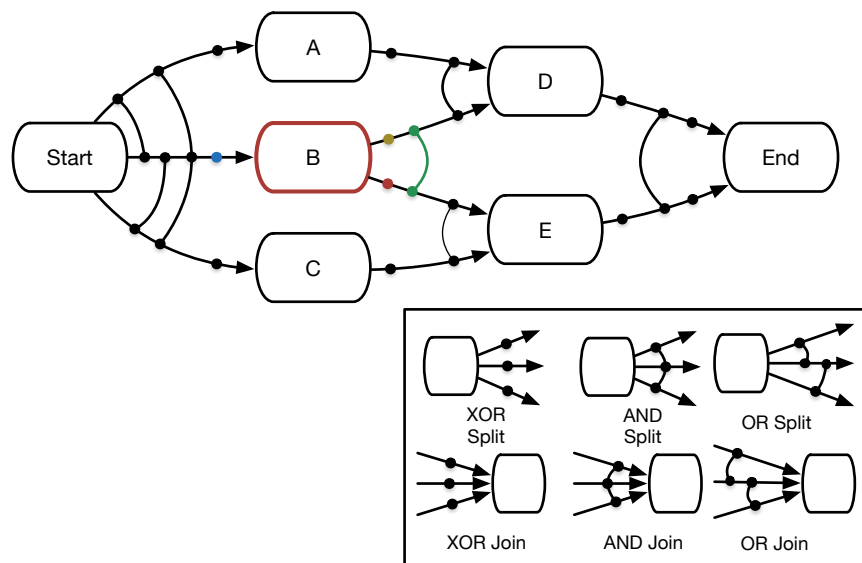 A
D
Start
B
End
E
C
XOR
Split
AND
Split
OR Split
XOR Join
AND Join
OR Join